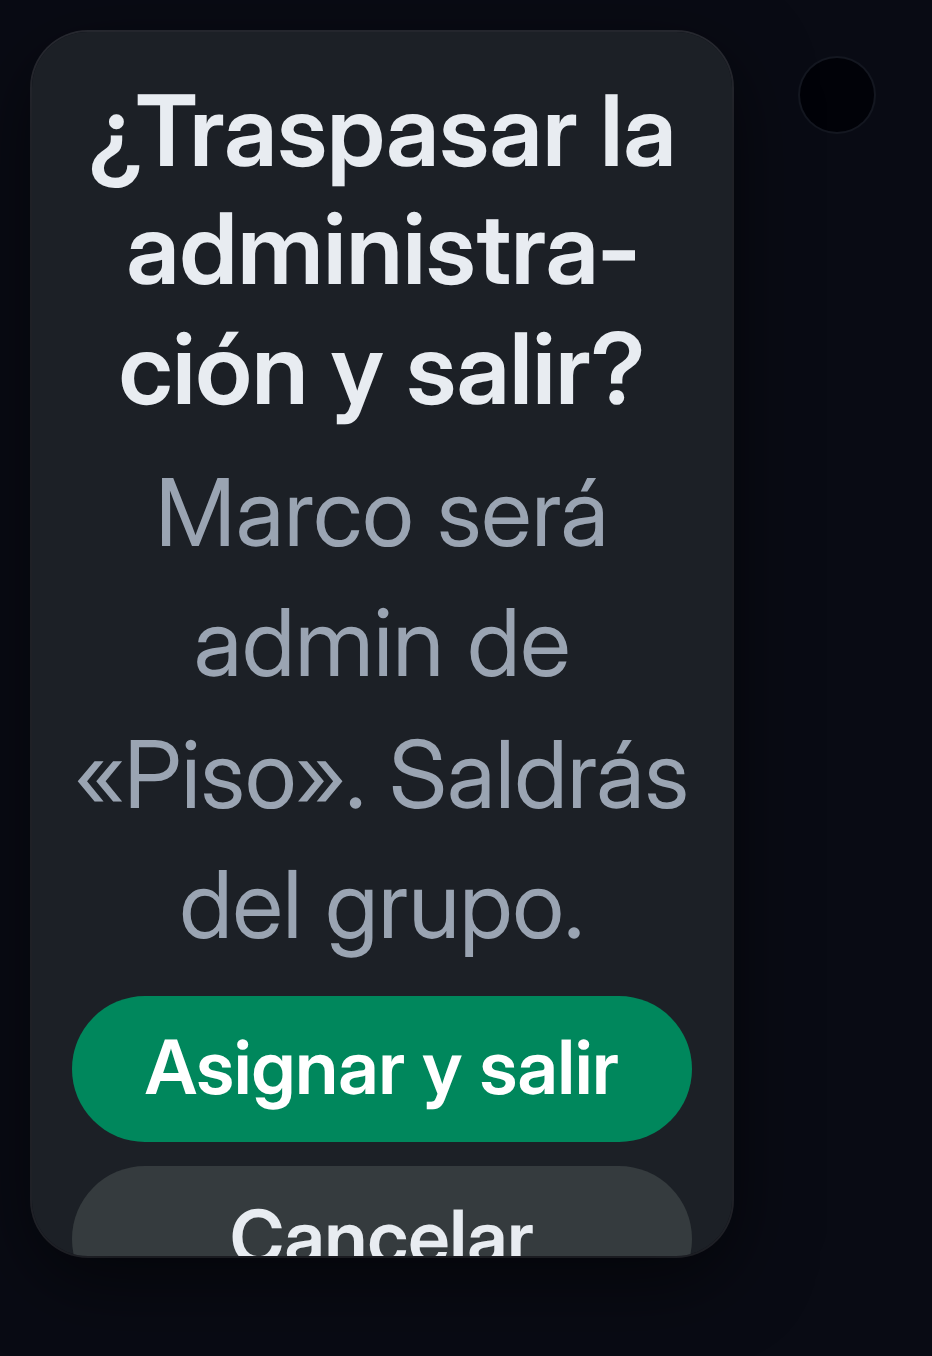 ¿Traspasar la
administra-
ción y salir?
Marco será
admin de
«Piso». Saldrás
del grupo.
Asignar y salir
Cancelar